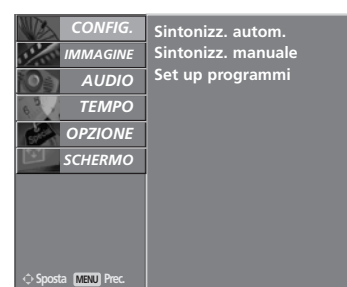 CONFIG.
IMMAGINE
AUDIO
TEMPO
OPZIONE
SCHERMO
Sintonizz. autom.
Sintonizz. manuale
Set up programmi
Sposta MENU Prec.